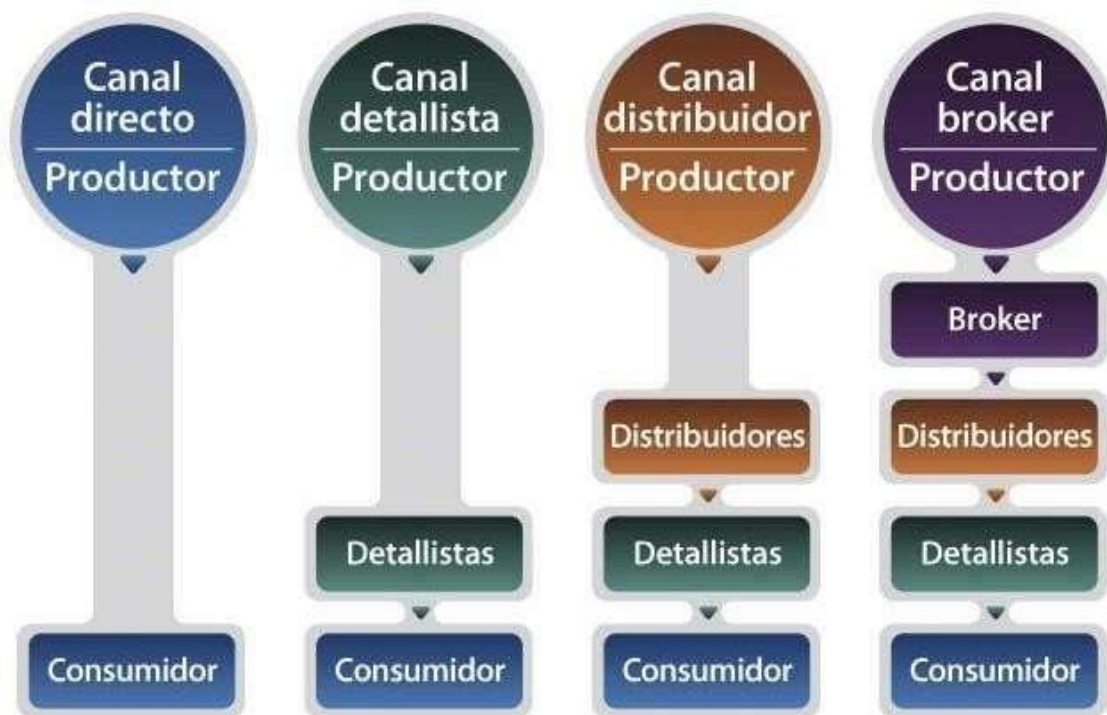 Canal
directo
Productor
Consumidor
Canal
detallista
Productor
Detallistas
Consumidor
Canal
distribuidor
Productor
Distribuidores
Detallistas
Consumidor
Canal
broker
Productor
Broker
Distribuidores
Detallistas
Consumidor